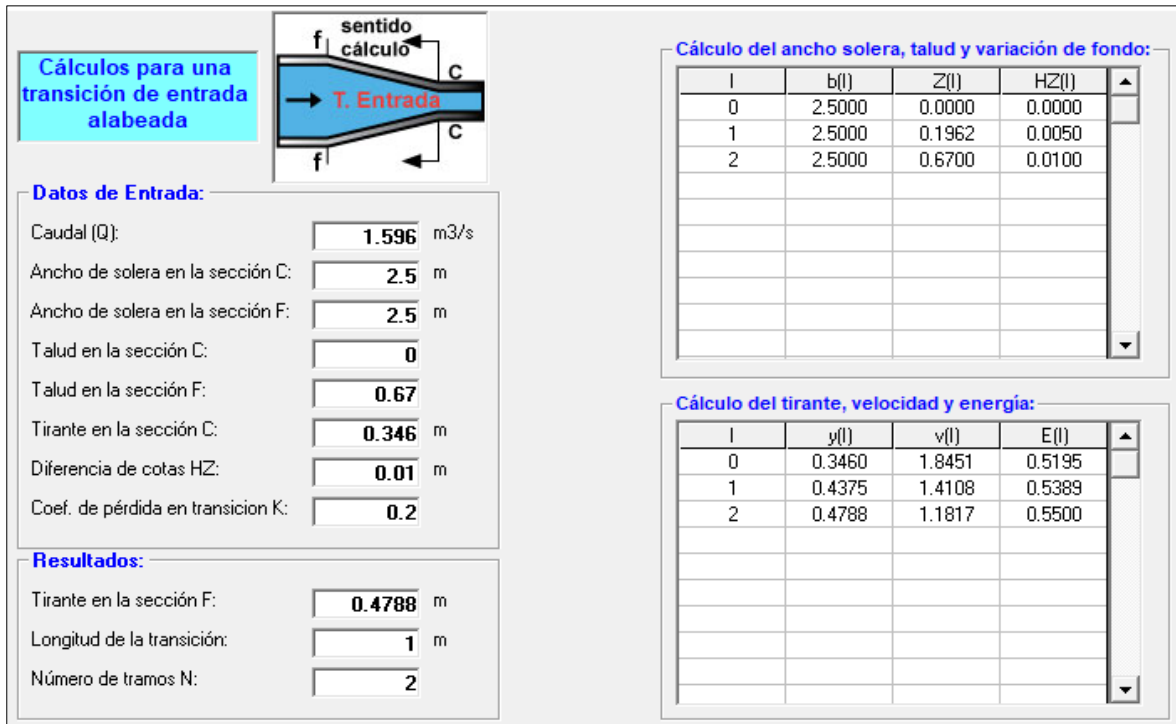 Cálculos para una
transición de entrada
alabeada
sentido
cálculo
f
C
T. Entrada
C
f
Datos de Entrada:
Caudal (Q): 1.596 m3/s
Ancho de solera en la sección C: 2.5 m
Ancho de solera en la sección F: 2.5 m
Talud en la sección C: 0
Talud en la sección F: 0.67
Tirante en la sección C: 0.346 m
Diferencia de cotas HZ: 0.01 m
Coef. de pérdida en transicion K: 0.2
Resultados:
Tirante en la sección F: 0.4788 m
Longitud de la transición: 1 m
Número de tramos N: 2
Cálculo del ancho solera, talud y variación de fondo:
I b(I) Z(I) HZ(I)
0 2.5000 0.0000 0.0000
1 2.5000 0.1962 0.0050
2 2.5000 0.6700 0.0100
Cálculo del tirante, velocidad y energía:
I y(I) v(I) E(I)
0 0.3460 1.8451 0.5195
1 0.4375 1.4108 0.5389
2 0.4788 1.1817 0.5500